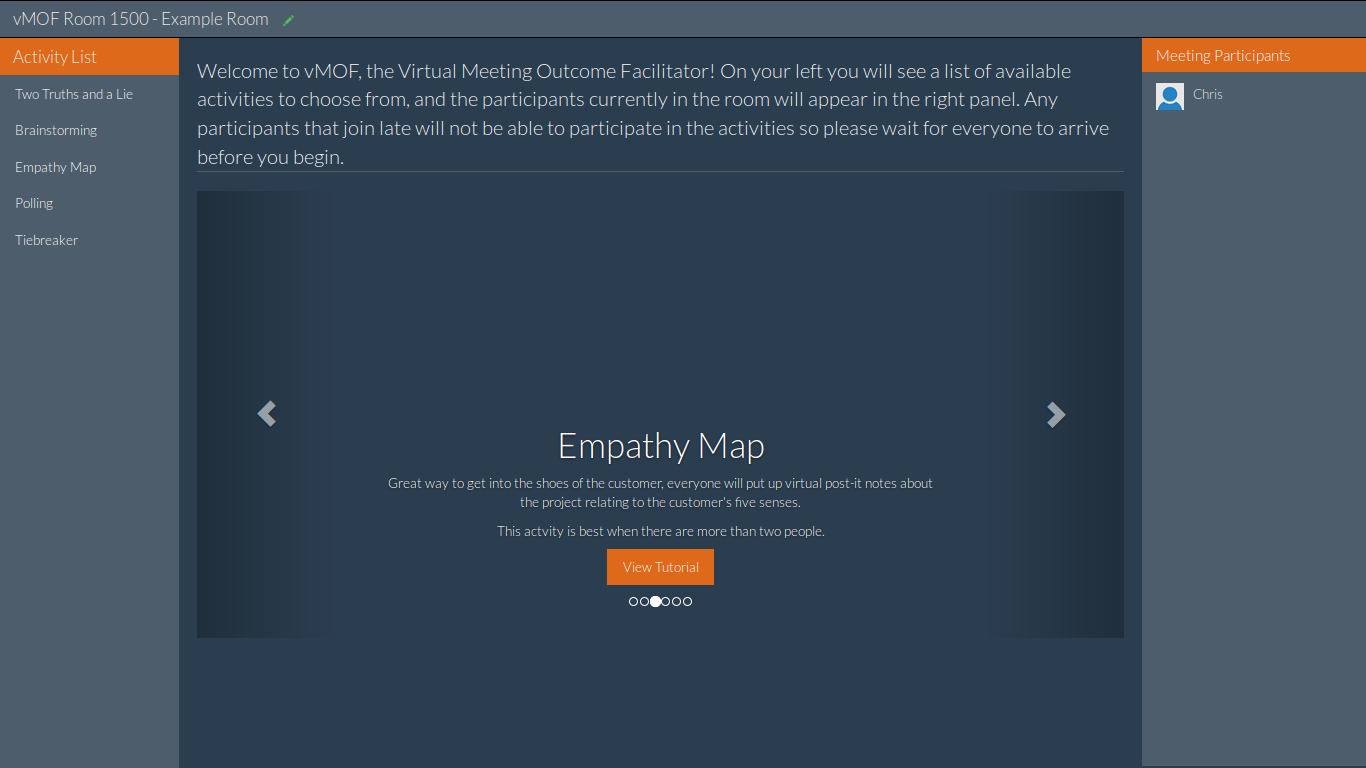 vMOF Room 1500 - Example Room
Activity List
Two Truths and a Lie
Brainstorming
Empathy Map
Polling
Tiebreaker
Welcome to vMOF, the Virtual Meeting Outcome Facilitator! On your left you will see a list of available
activities to choose from, and the participants currently in the room will appear in the right panel. Any
participants that join late will not be able to participate in the activities so please wait for everyone to arrive
before you begin.
Empathy Map
Great way to get into the shoes of the customer, everyone will put up virtual post-it notes about
the project relating to the customer's five senses.
This actvity is best when there are more than two people.
View Tutorial
Meeting Participants
Chris